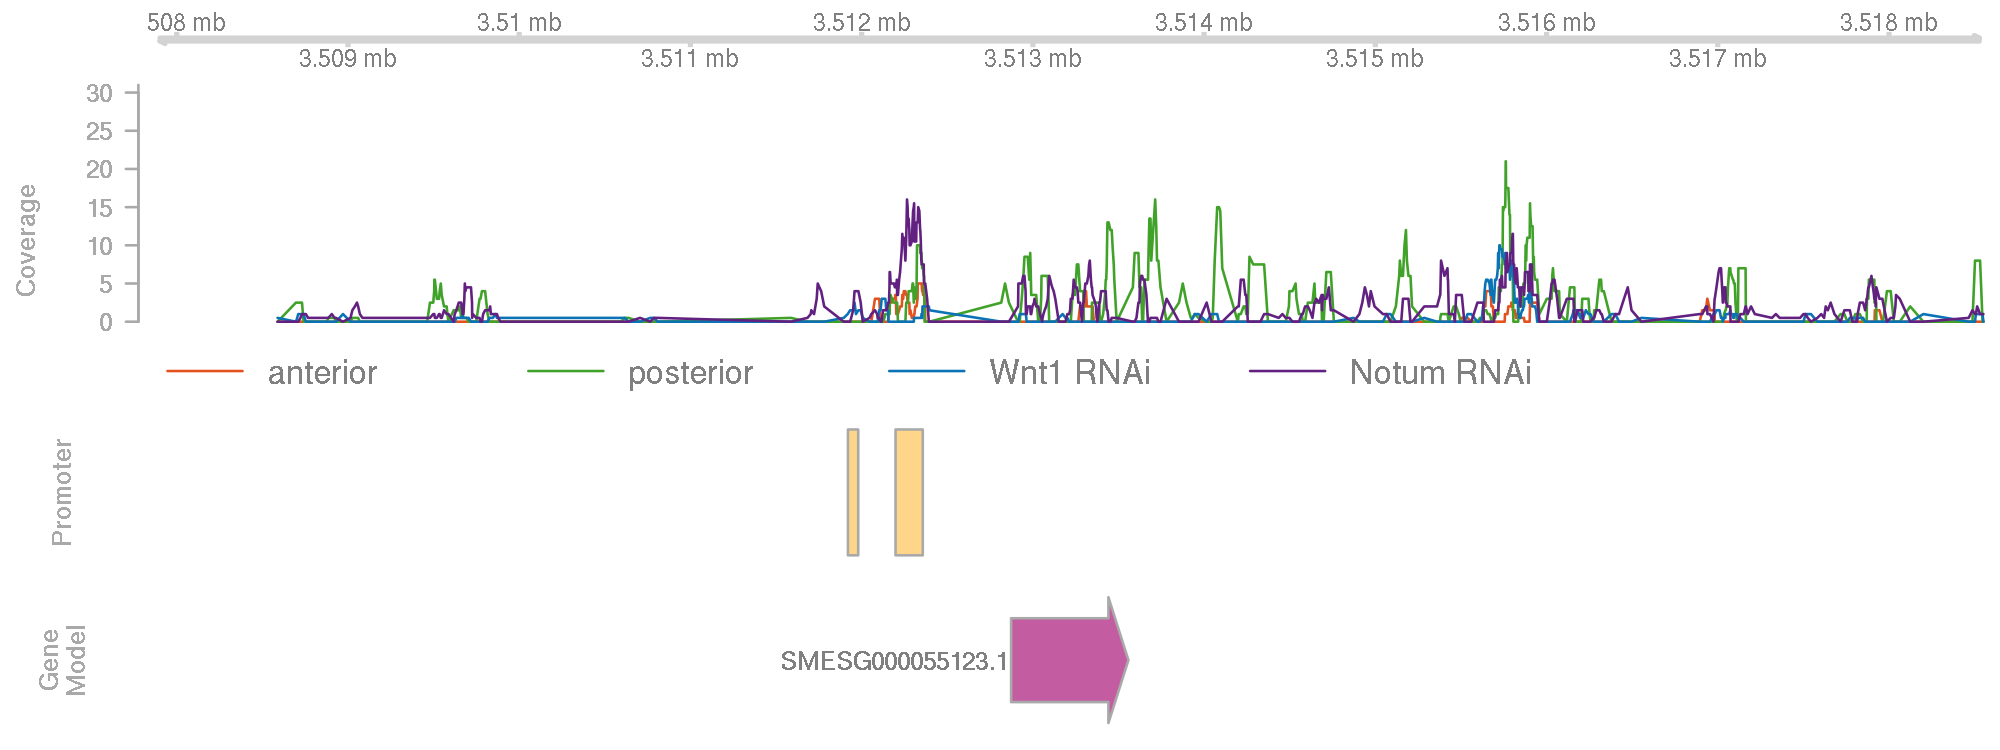 508 mb 3.51 mb 3.512 mb 3.514 mb 3.516 mb 3.518 mb
3.509 mb 3.511 mb 3.513 mb 3.515 mb 3.517 mb
30
25
20
15
10
5
0
Coverage
anterior posterior Wnt1 RNAi Notum RNAi
Promoter
Gene
Model
SMESG000055123.1